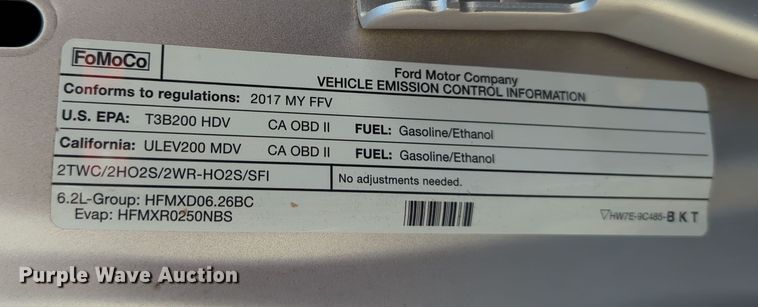 FoMoCo
Ford Motor Company
VEHICLE EMISSION CONTROL INFORMATION
Conforms to regulations: 2017 MY FFV
U.S. EPA: T3B200 HDV CA OBD II FUEL: Gasoline/Ethanol
California: ULEV200 MDV CA OBD II FUEL: Gasoline/Ethanol
2TWC/2HO2S/2WR-HO2S/SFI No adjustments needed.
6.2L-Group: HFMXD06.26BC
Evap: HFMXR0250NBS
HW7E-9C485-BKT
Purple Wave Auction